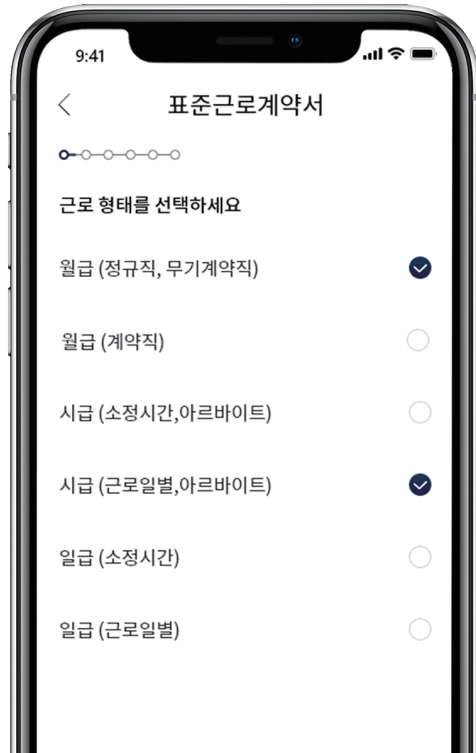 9:41
표준근로계약서
근로 형태를 선택하세요
월급 (정규직, 무기계약직)
월급 (계약직)
시급 (소정시간,아르바이트)
시급 (근로일별,아르바이트)
일급 (소정시간)
일급 (근로일별)